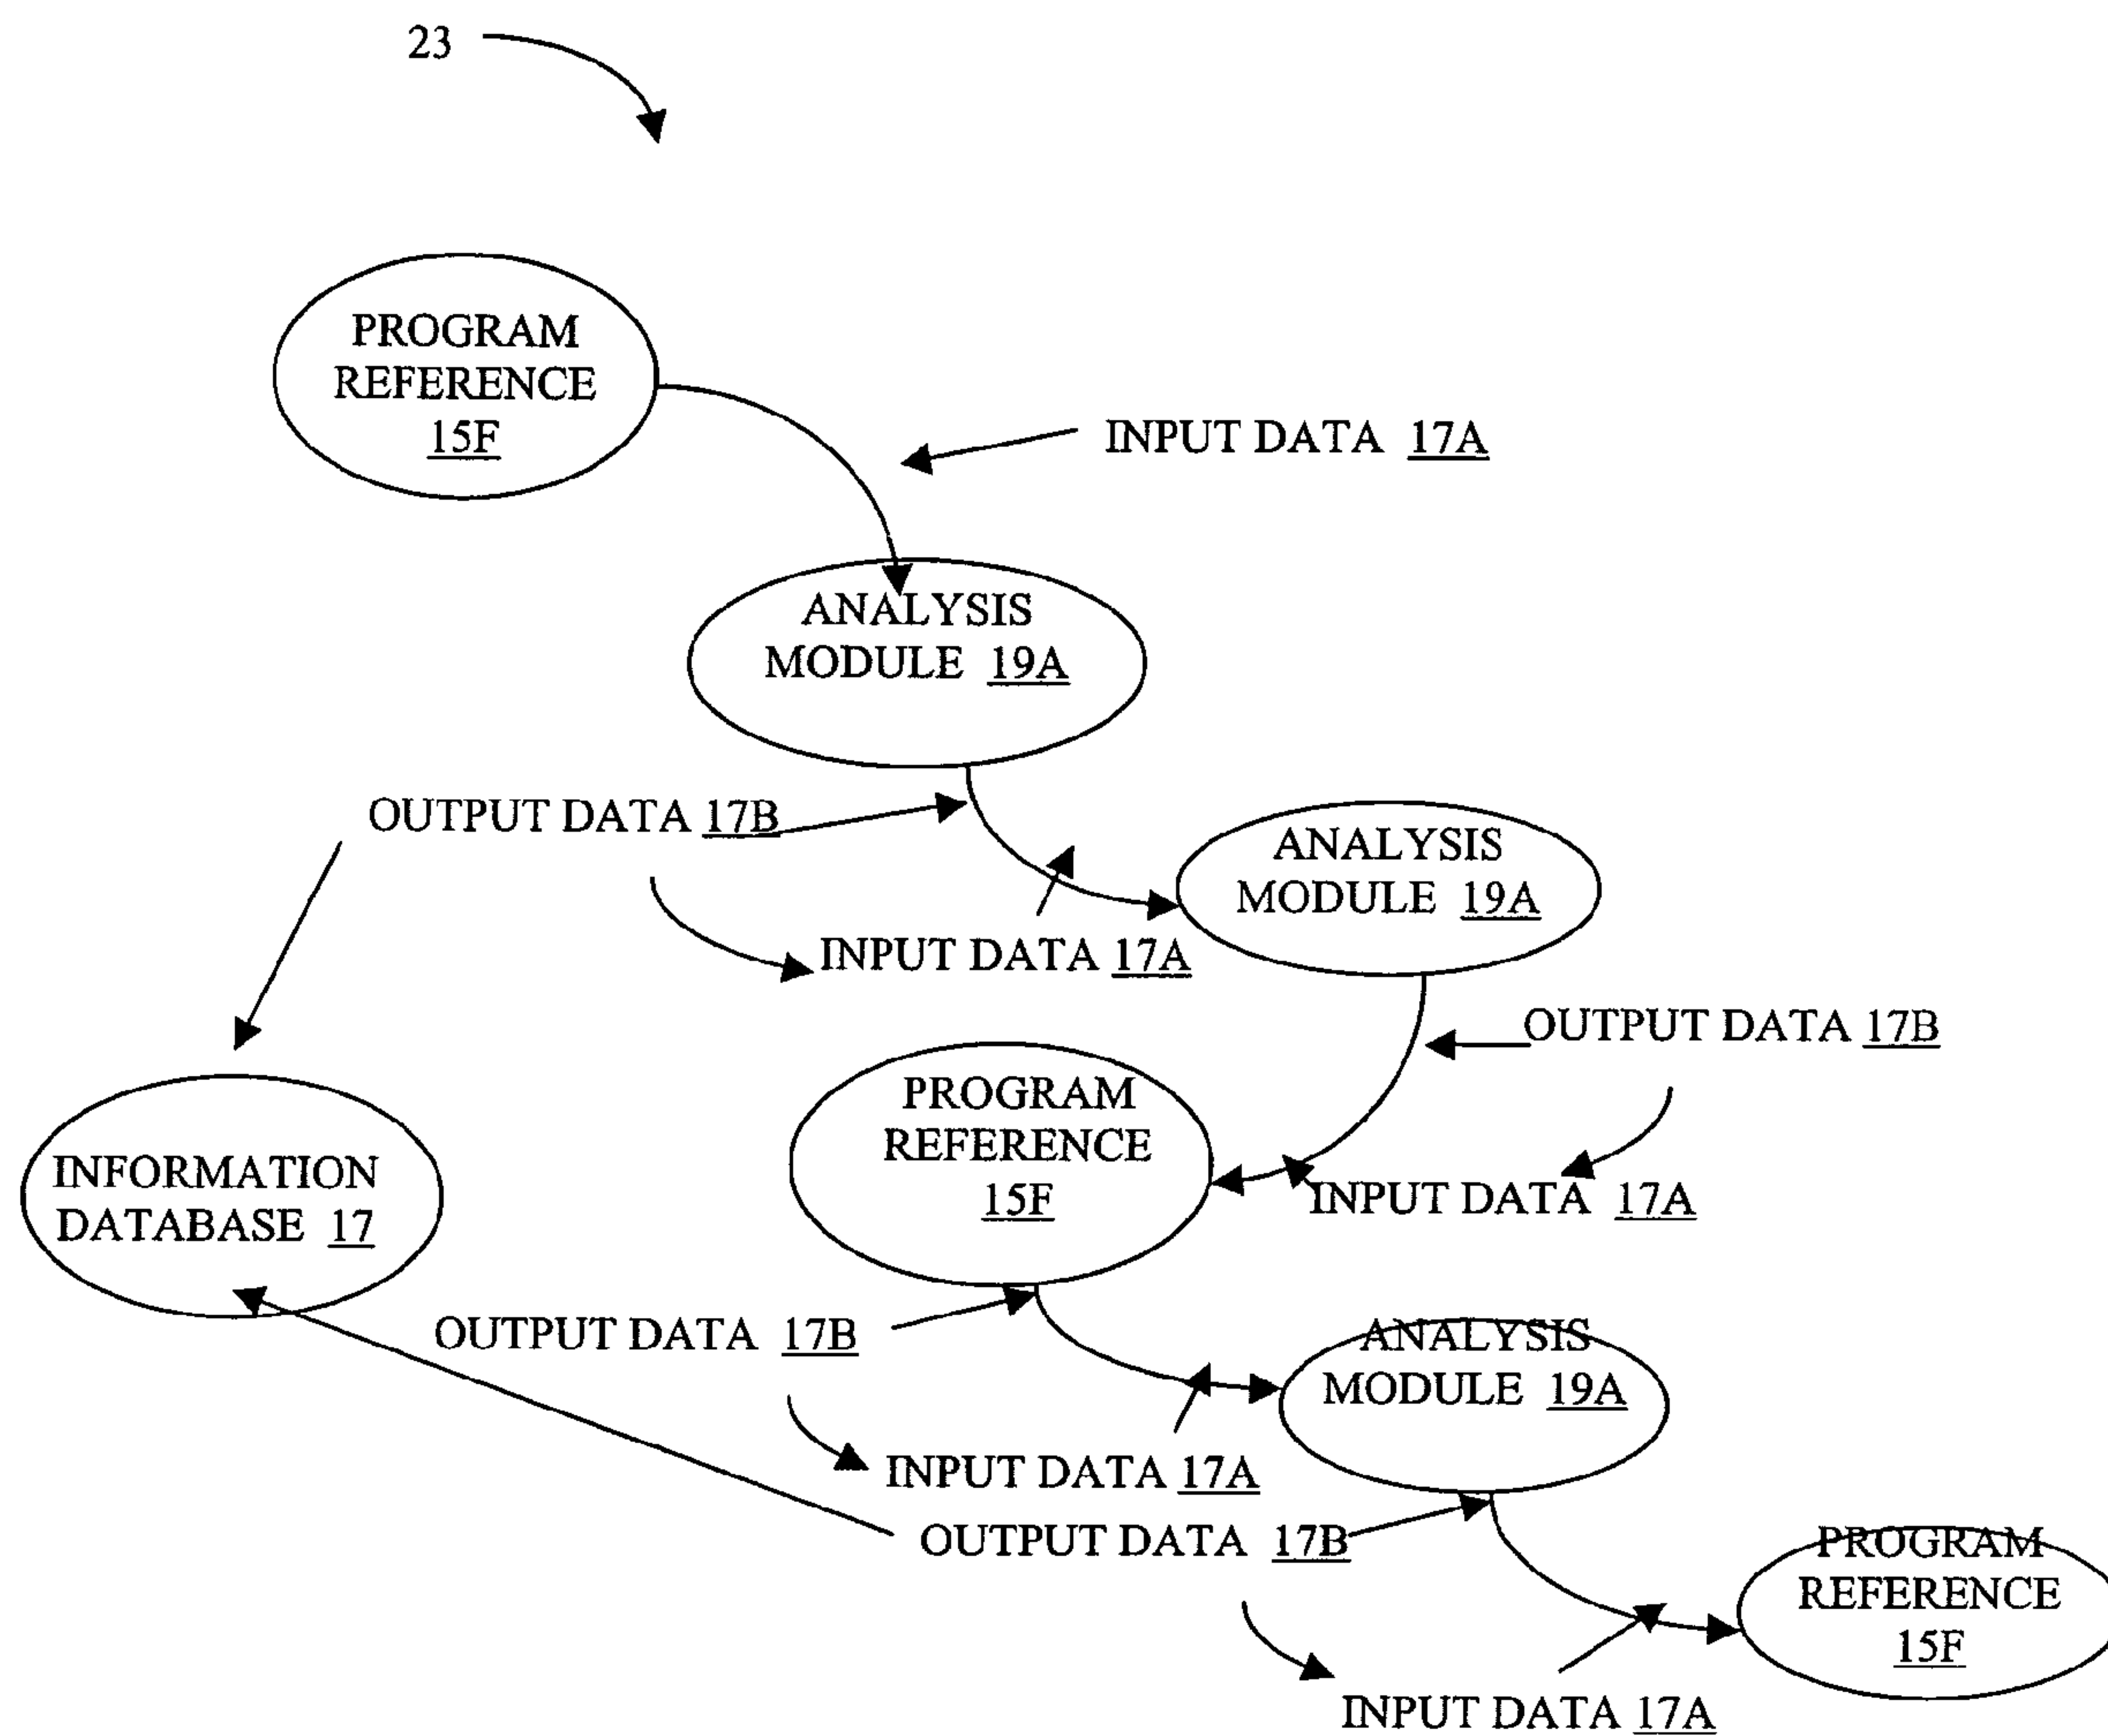 23
PROGRAM
REFERENCE
15F
INPUT DATA 17A
ANALYSIS
MODULE 19A
OUTPUT DATA 17B
ANALYSIS
MODULE 19A
INPUT DATA 17A
OUTPUT DATA 17B
PROGRAM
REFERENCE
15F
INFORMATION
DATABASE 17
INPUT DATA 17A
OUTPUT DATA 17B
ANALYSIS
MODULE 19A
INPUT DATA 17A
OUTPUT DATA 17B
PROGRAM
REFERENCE
15F
INPUT DATA 17A